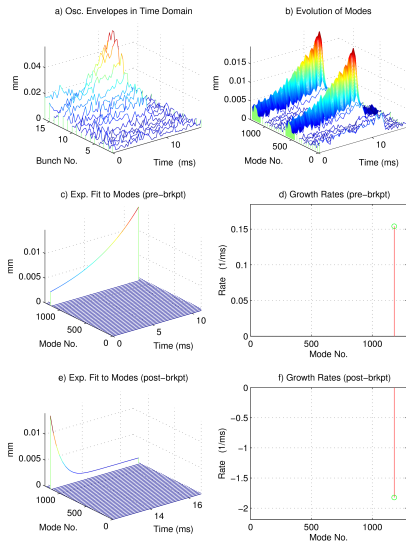 a) Osc. Envelopes in Time Domain
mm
0.04
0.02
0
15
10
5
0
0
10
Bunch No.
Time (ms)
b) Evolution of Modes
mm
0.015
0.01
0.005
0
1000
500
0
0
10
Mode No.
Time (ms)
c) Exp. Fit to Modes (pre−brkpt)
mm
0.01
0.005
0
1000
500
0
0
5
10
Mode No.
Time (ms)
d) Growth Rates (pre−brkpt)
Rate (1/ms)
0.15
0.1
0.05
0
0
500
1000
Mode No.
e) Exp. Fit to Modes (post−brkpt)
mm
0.01
0.005
0
1000
500
0
14
16
Mode No.
Time (ms)
f) Growth Rates (post−brkpt)
Rate (1/ms)
0
−0.5
−1
−1.5
−2
0
500
1000
Mode No.